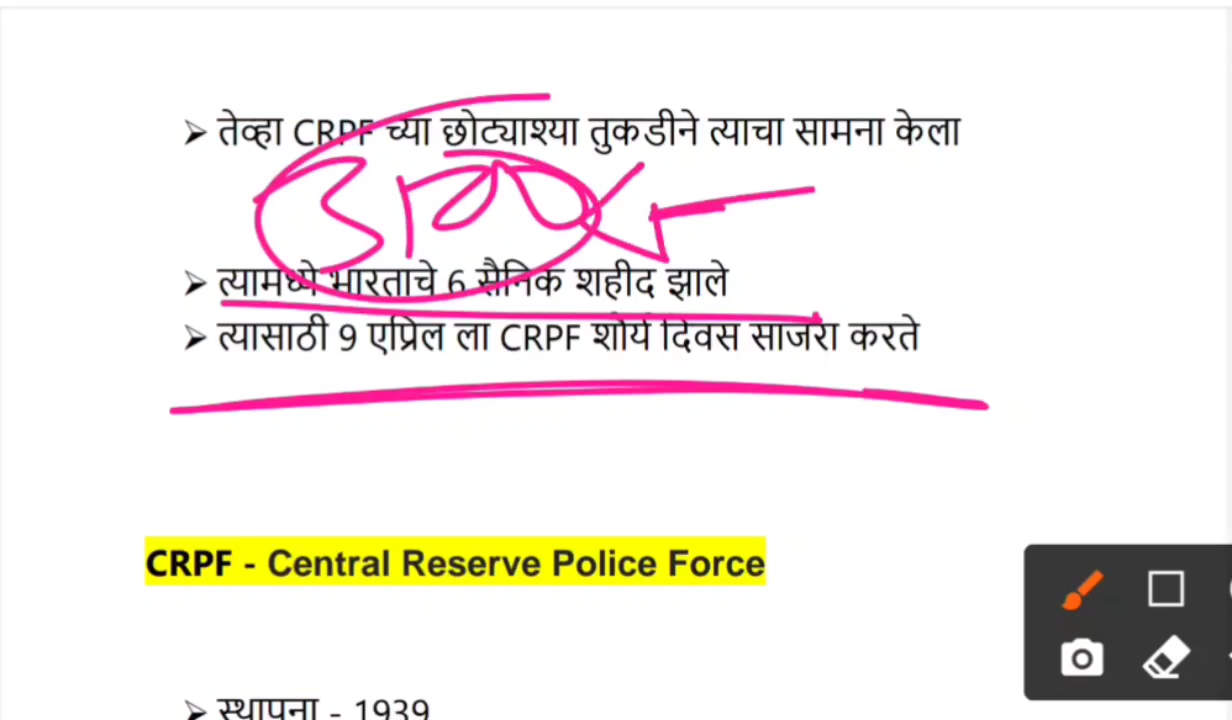 ➤ तेव्हा CRPF च्या छोट्याश्या तुकडीने त्याचा सामना केला
➤ त्यामध्ये भारताचे 6 सैनिक शहीद झाले
➤ त्यासाठी 9 एप्रिल ला CRPF शौर्य दिवस साजरा करते
CRPF - Central Reserve Police Force
➤ स्थापना - 1939